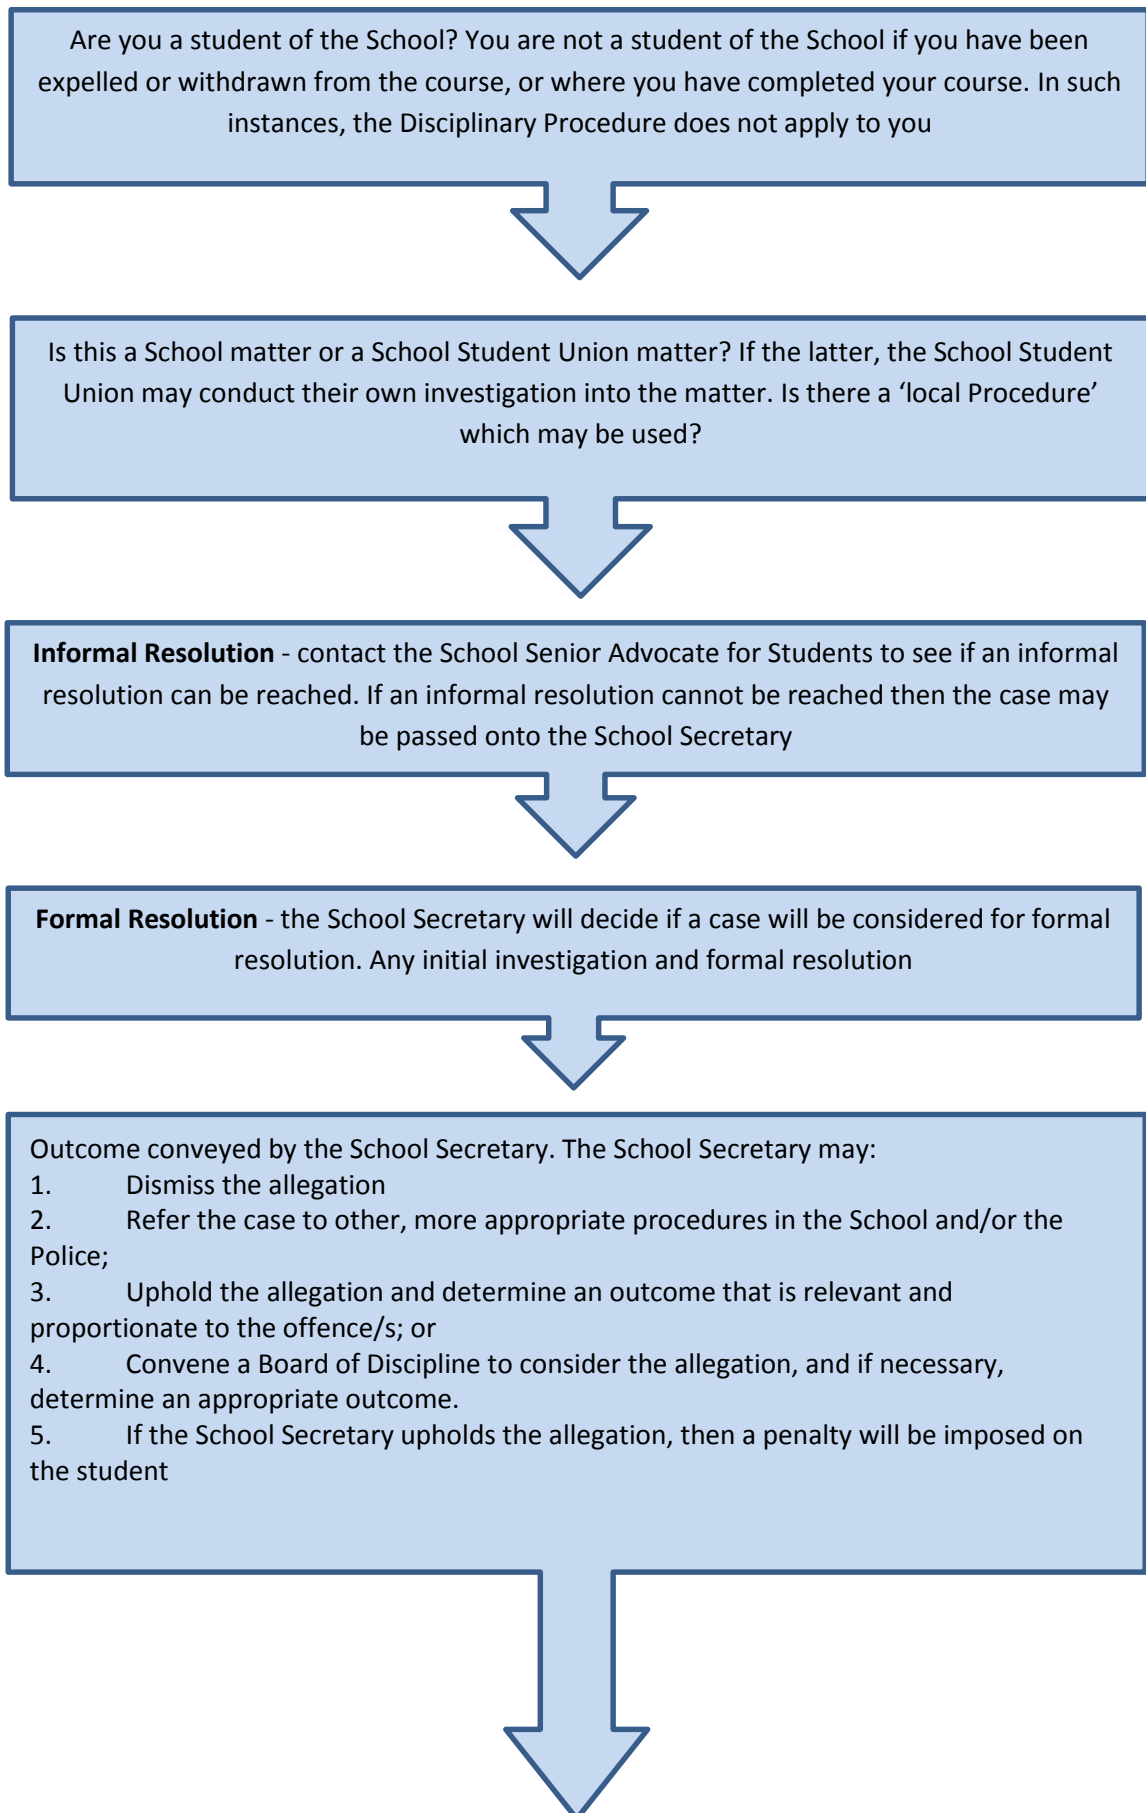 Are you a student of the School? You are not a student of the School if you have been
expelled or withdrawn from the course, or where you have completed your course. In such
instances, the Disciplinary Procedure does not apply to you
Is this a School matter or a School Student Union matter? If the latter, the School Student
Union may conduct their own investigation into the matter. Is there a ‘local Procedure’
which may be used?
Informal Resolution - contact the School Senior Advocate for Students to see if an informal
resolution can be reached. If an informal resolution cannot be reached then the case may
be passed onto the School Secretary
Formal Resolution - the School Secretary will decide if a case will be considered for formal
resolution. Any initial investigation and formal resolution
Outcome conveyed by the School Secretary. The School Secretary may:
1. Dismiss the allegation
2. Refer the case to other, more appropriate procedures in the School and/or the
Police;
3. Uphold the allegation and determine an outcome that is relevant and
proportionate to the offence/s; or
4. Convene a Board of Discipline to consider the allegation, and if necessary,
determine an appropriate outcome.
5. If the School Secretary upholds the allegation, then a penalty will be imposed on
the student